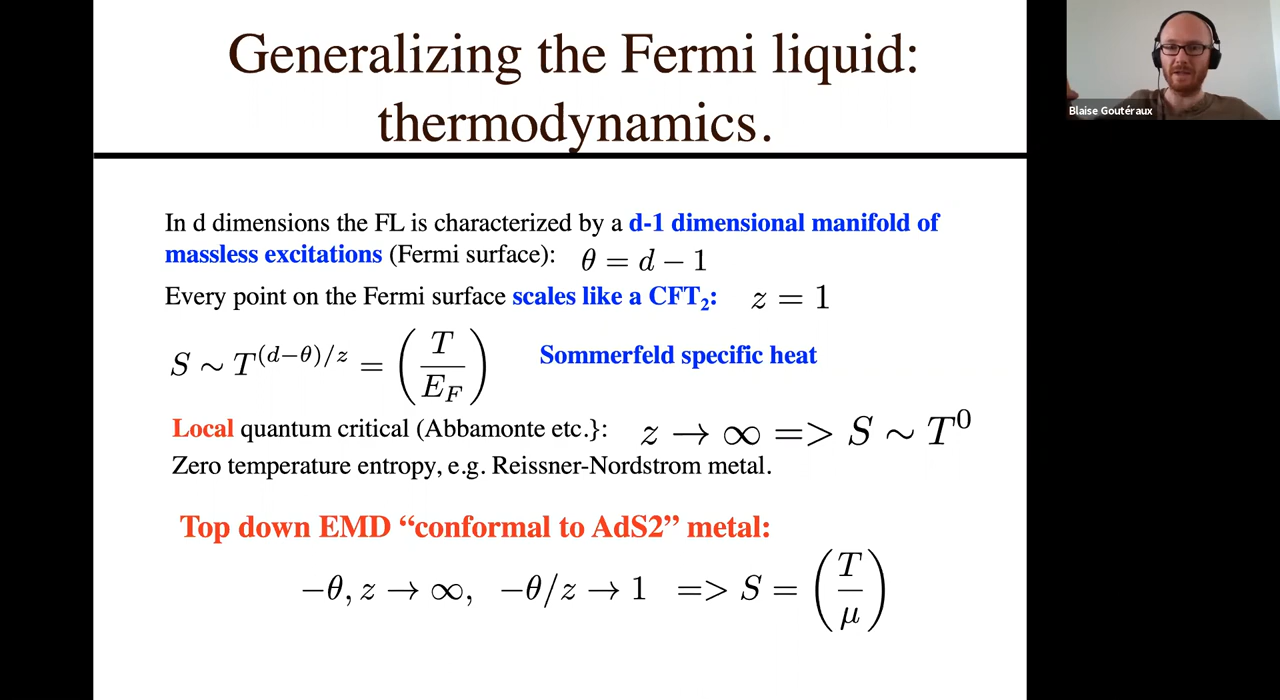 Generalizing the Fermi liquid:
thermodynamics.
Blaise Goutéraux
In d dimensions the FL is characterized by a d-1 dimensional manifold of
massless excitations (Fermi surface): θ = d − 1
Every point on the Fermi surface scales like a CFT₂: z = 1
S ∼ T^{(d−θ)/z} = (T/E_F) Sommerfeld specific heat
Local quantum critical (Abbamonte etc.}: z → ∞ => S ∼ T⁰
Zero temperature entropy, e.g. Reissner-Nordstrom metal.
Top down EMD “conformal to AdS2” metal:
−θ, z → ∞, −θ/z → 1 => S = (T/μ)